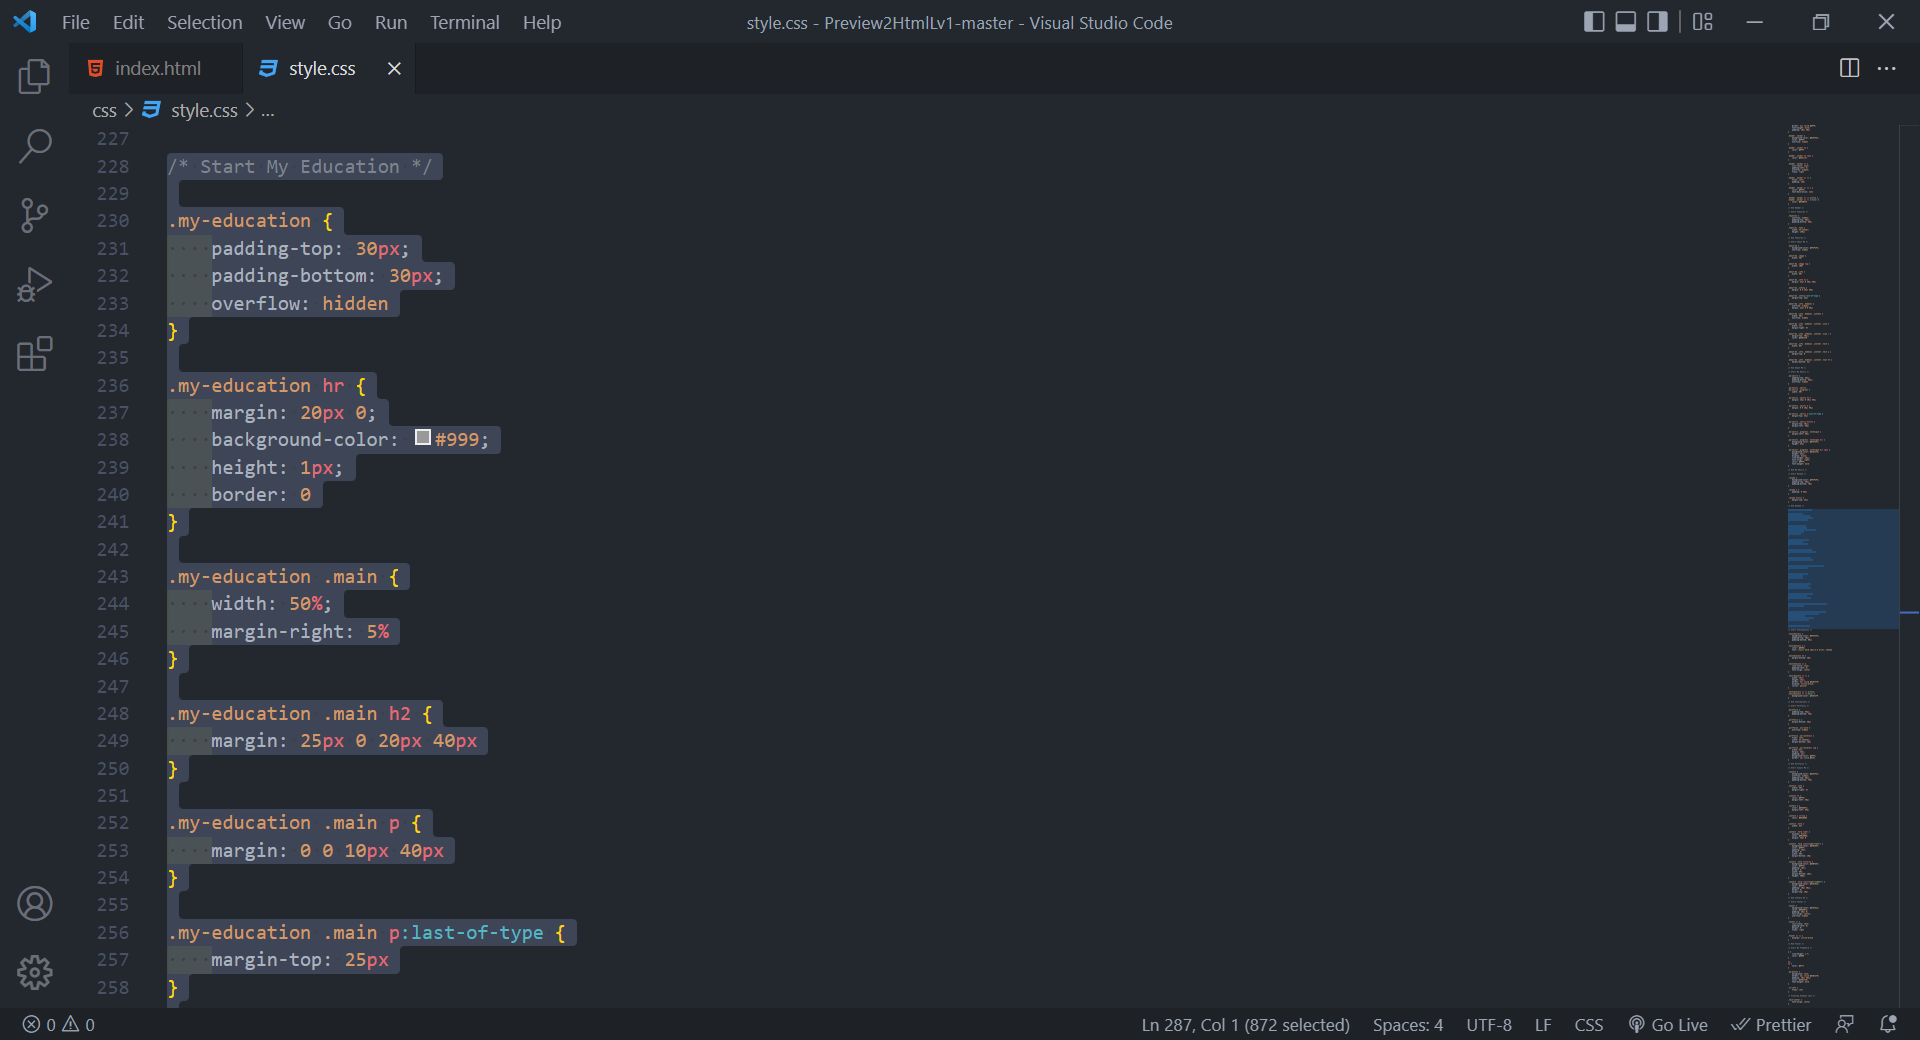 File Edit Selection View Go Run Terminal Help style.css - Preview2HtmlLv1-master - Visual Studio Code
index.html style.css
css > style.css > ...
227
228 /* Start My Education */
229
230 .my-education {
231 padding-top: 30px;
232 padding-bottom: 30px;
233 overflow: hidden
234 }
235
236 .my-education hr {
237 margin: 20px 0;
238 background-color: #999;
239 height: 1px;
240 border: 0
241 }
242
243 .my-education .main {
244 width: 50%;
245 margin-right: 5%
246 }
247
248 .my-education .main h2 {
249 margin: 25px 0 20px 40px
250 }
251
252 .my-education .main p {
253 margin: 0 0 10px 40px
254 }
255
256 .my-education .main p:last-of-type {
257 margin-top: 25px
258 }
0 0 Ln 287, Col 1 (872 selected) Spaces: 4 UTF-8 LF CSS Go Live Prettier